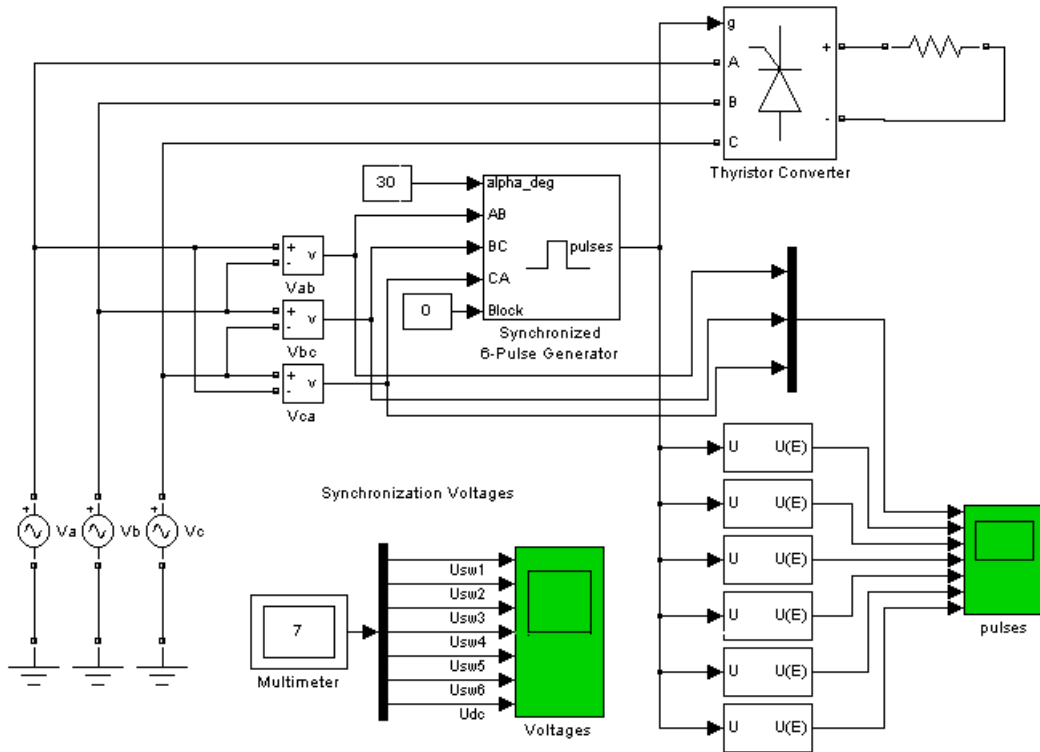 g
A
B
C
+
-
Thyristor Converter
30
alpha_deg
AB
BC
CA
Block
pulses
Synchronized
6-Pulse Generator
0
+
-
v
Vab
+
-
v
Vbc
+
-
v
Vca
U U(E)
U U(E)
U U(E)
U U(E)
U U(E)
U U(E)
pulses
Synchronization Voltages
+
Va
+
Vb
+
Vc
7
Multimeter
Usw1
Usw2
Usw3
Usw4
Usw5
Usw6
Udc
Voltages